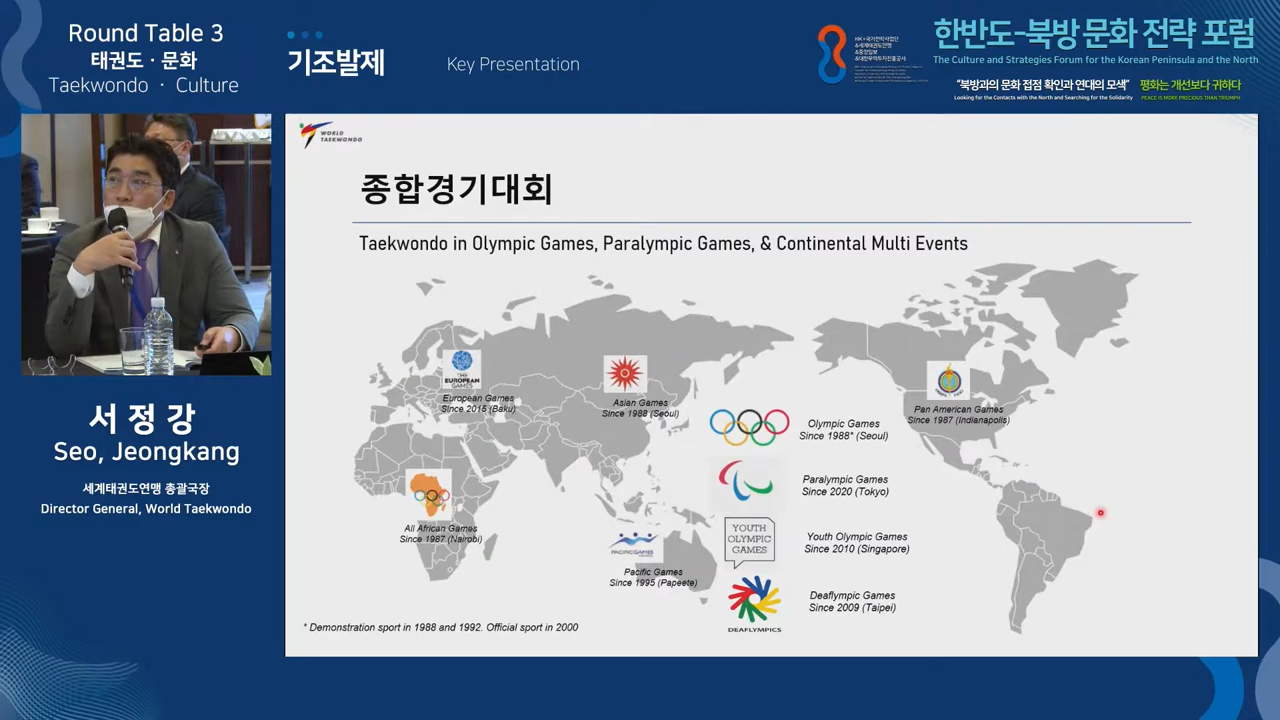 Round Table 3
태권도 · 문화
Taekwondo · Culture
기조발제
Key Presentation
한반도-북방 문화 전략 포럼
The Culture and Strategies Forum for the Korean Peninsula and the North
“북방과의 문화 접점 확인과 연대의 모색”
평화는 개선보다 귀하다
Looking for the Contacts with the North and Searching for the Solidarity
PEACE IS MORE PRECIOUS THAN TRIUMPH
WORLD
TAEKWONDO
종합경기대회
Taekwondo in Olympic Games, Paralympic Games, & Continental Multi Events
THE
EUROPEAN
GAMES
European Games
Since 2015 (Baku)
Asian Games
Since 1988 (Seoul)
Pan American Games
Since 1987 (Indianapolis)
Olympic Games
Since 1988* (Seoul)
Paralympic Games
Since 2020 (Tokyo)
All African Games
Since 1987 (Nairobi)
PACIFICGAMES
Pacific Games
Since 1995 (Papeete)
YOUTH
OLYMPIC
GAMES
Youth Olympic Games
Since 2010 (Singapore)
DEAFLYMPICS
Deaflympic Games
Since 2009 (Taipei)
* Demonstration sport in 1988 and 1992. Official sport in 2000
서 정 강
Seo, Jeongkang
세계태권도연맹 총괄국장
Director General, World Taekwondo